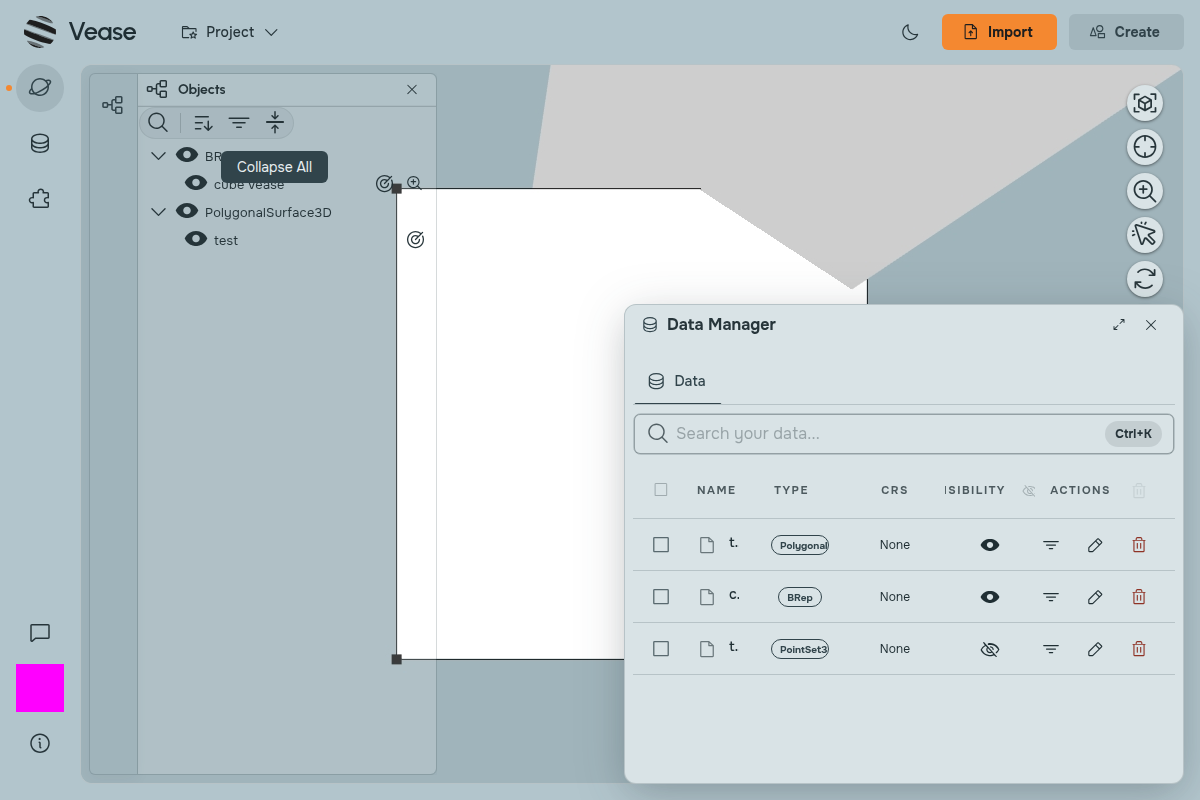 Vease
Project
Import
Create
Objects
Collapse All
BR
cube vease
PolygonalSurface3D
test
Data Manager
Data
Search your data...
Ctrl+K
NAME
TYPE
CRS
ISIBILITY
ACTIONS
t.
Polygonal
None
c.
BRep
None
t.
PointSet3
None